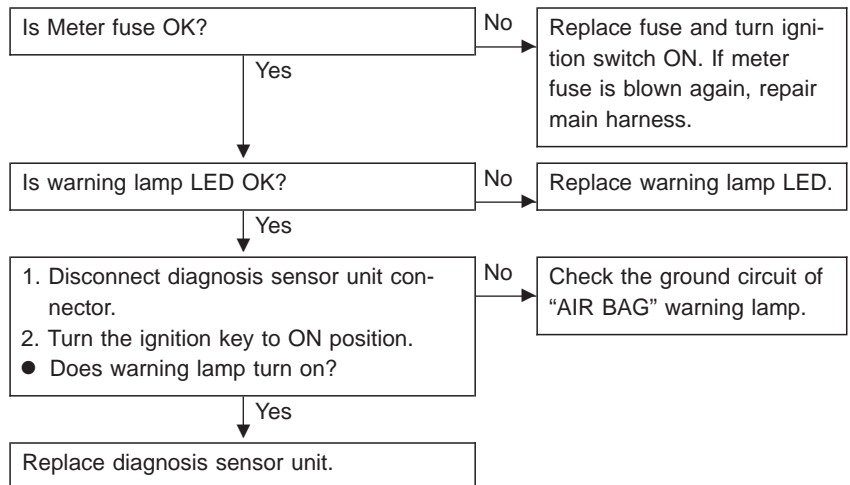 Is Meter fuse OK?
No
Replace fuse and turn igni-
tion switch ON. If meter
fuse is blown again, repair
main harness.
Yes
Is warning lamp LED OK?
No
Replace warning lamp LED.
Yes
1. Disconnect diagnosis sensor unit con-
nector.
2. Turn the ignition key to ON position.
● Does warning lamp turn on?
No
Check the ground circuit of
“AIR BAG” warning lamp.
Yes
Replace diagnosis sensor unit.